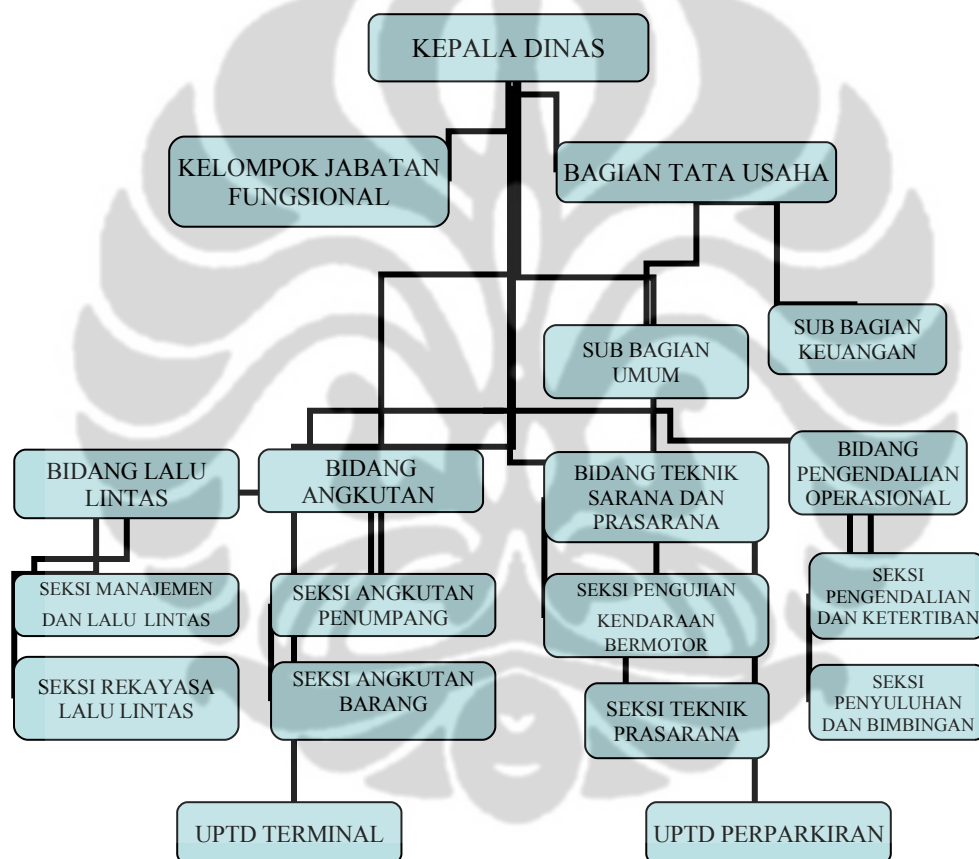 KEPALA DINAS
KELOMPOK JABATAN
FUNGSIONAL
BAGIAN TATA USAHA
SUB BAGIAN
UMUM
SUB BAGIAN
KEUANGAN
BIDANG LALU
LINTAS
BIDANG
ANGKUTAN
BIDANG TEKNIK
SARANA DAN
PRASARANA
BIDANG
PENGENDALIAN
OPERASIONAL
SEKSI MANAJEMEN
DAN LALU LINTAS
SEKSI ANGKUTAN
PENUMPANG
SEKSI PENGUJIAN
KENDARAAN
BERMOTOR
SEKSI
PENGENDALIAN
DAN KETERTIBAN
SEKSI REKAYASA
LALU LINTAS
SEKSI ANGKUTAN
BARANG
SEKSI TEKNIK
PRASARANA
SEKSI
PENYULUHAN
DAN BIMBINGAN
UPTD TERMINAL
UPTD PERPARKIRAN